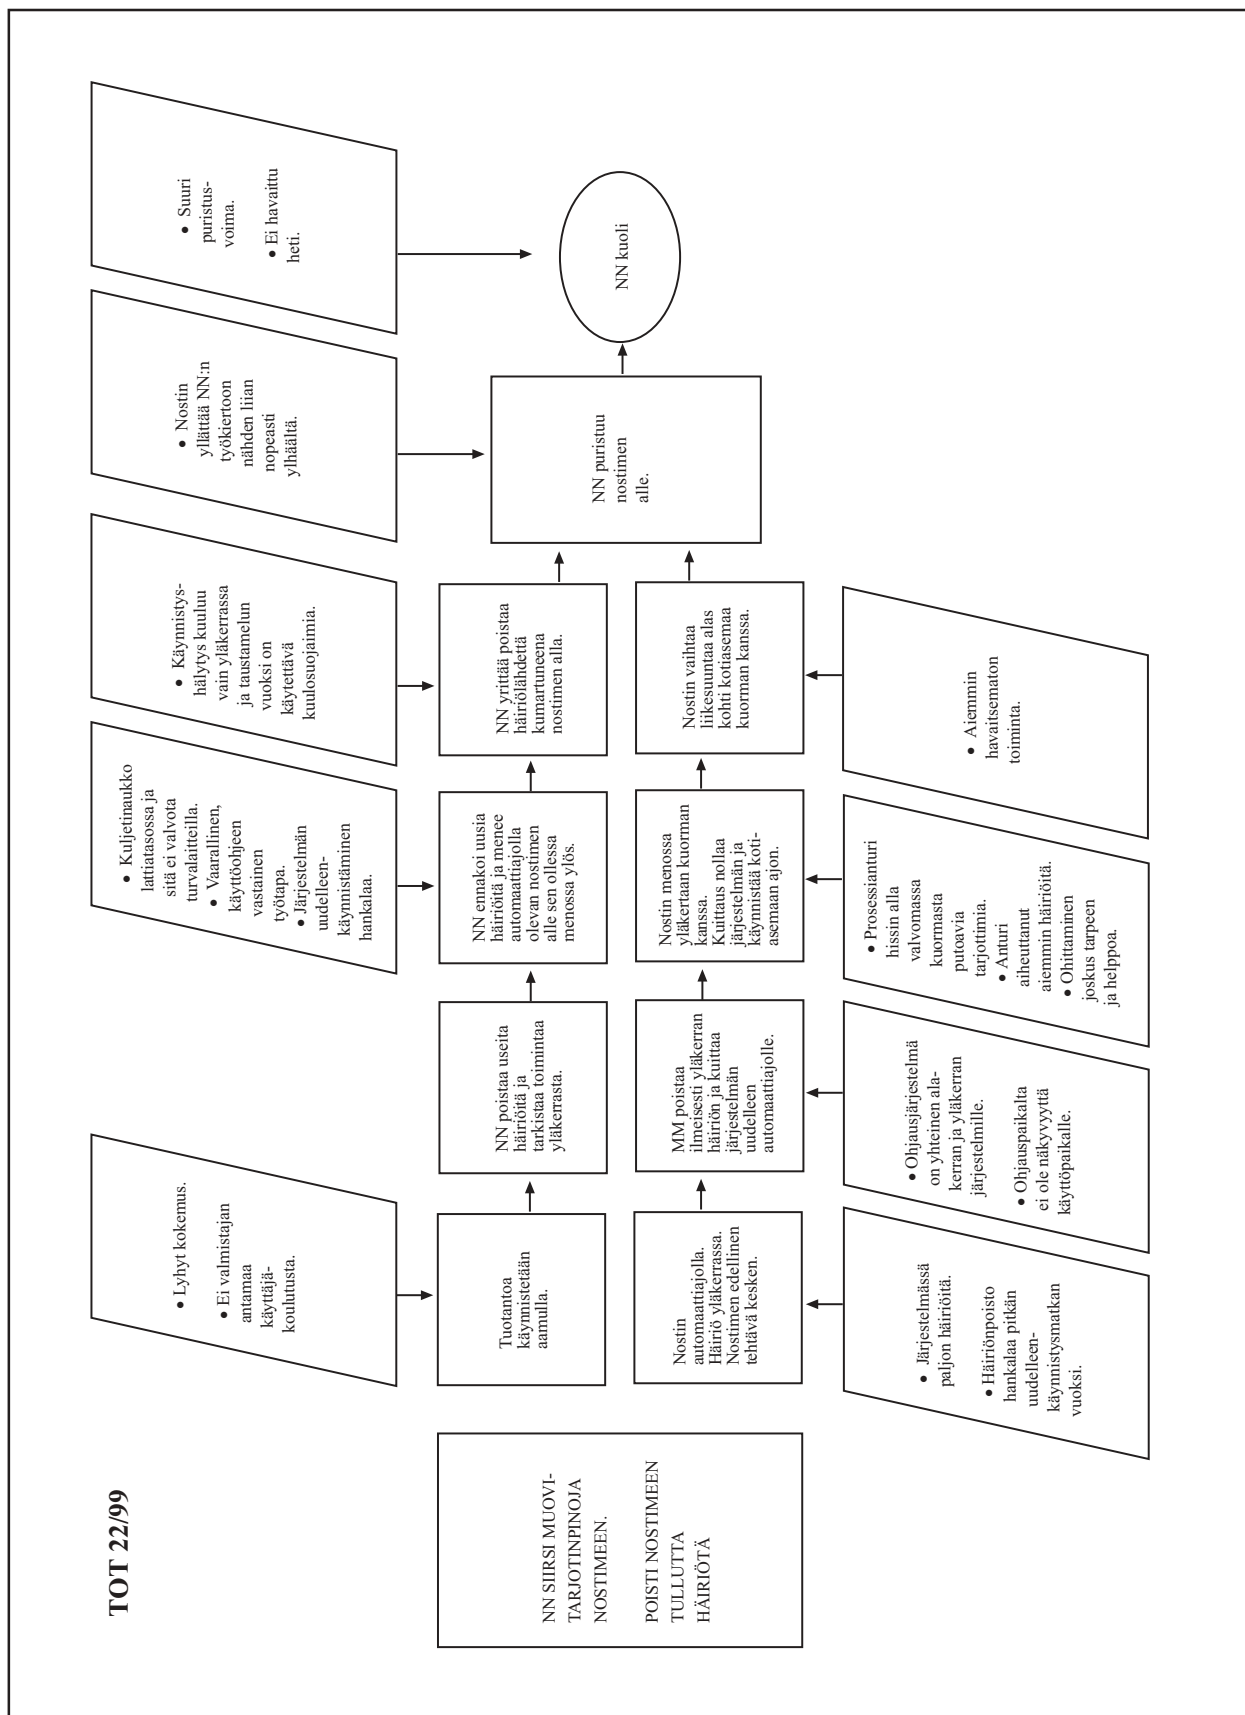 TOT 22/99
NN SIIRSI MUOVI-
TARJOTINPINOJA
NOSTIMEEN.
POISTI NOSTIMEEN
TULLUTTA
HÄIRIÖTÄ
• Lyhyt kokemus.
• Ei valmistajan
antamaa
käyttäjä-
koulutusta.
• Kuljetinaukko
lattiatasossa ja
sitä ei valvota
turvalaitteilla.
• Vaarallinen,
käyttöohjeen
vastainen
työtapa.
• Järjestelmän
uudelleen-
käynnistäminen
hankalaa.
• Käynnistys-
hälytys kuuluu
vain yläkerrassa
ja taustamelun
vuoksi on
käytettävä
kuulosuojaimia.
• Nostin
yllättää NN:n
työkiertoon
nähden liian
nopeasti
ylhäältä.
• Suuri
puristus-
voima.
• Ei havaittu
heti.
Tuotantoa
käynnistetään
aamulla.
NN poistaa useita
häiriöitä ja
tarkistaa toimintaa
yläkerrasta.
NN ennakoi uusia
häiriöitä ja menee
automaattiajolla
olevan nostimen
alle sen ollessa
menossa ylös.
NN yrittää poistaa
häiriölähdettä
kumartuneena
nostimen alla.
NN puristuu
nostimen
alle.
NN kuoli
Nostin
automaattiajolla.
Häiriö yläkerrassa.
Nostimen edellinen
tehtävä kesken.
MM poistaa
ilmeisesti yläkerran
häiriön ja kuittaa
järjestelmän
uudelleen
automaattiajolle.
Nostin menossa
yläkertaan kuorman
kanssa.
Kuittaus nollaa
järjestelmän ja
käynnistää koti-
asemaan ajon.
Nostin vaihtaa
liikesuuntaa alas
kohti kotiasemaa
kuorman kanssa.
• Järjestelmässä
paljon häiriöitä.
• Häiriönpoisto
hankalaa pitkän
uudelleen-
käynnistysmatkan
vuoksi.
• Ohjausjärjestelmä
on yhteinen ala-
kerran ja yläkerran
järjestelmille.
• Ohjauspaikalta
ei ole näkyvyyttä
käyttöpaikalle.
• Prosessianturi
hissin alla
valvomassa
kuormasta
putoavia
tarjottimia.
• Anturi
aiheuttanut
aiemmin häiriöitä.
• Ohittaminen
joskus tarpeen
ja helppoa.
• Aiemmin
havaitsematon
toiminta.